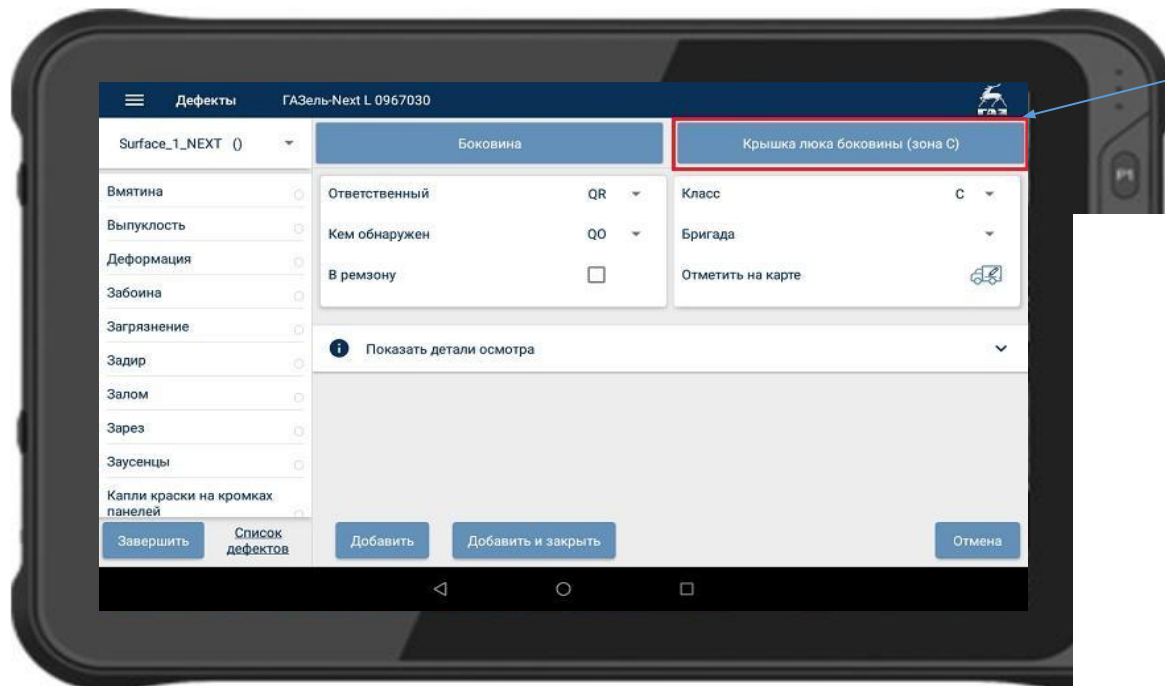 Дефекты ГАЗель-Next L 0967030
ГАЗ
Surface_1_NEXT ()
Боковина
Крышка люка боковины (зона С)
Вмятина
Выпуклость
Деформация
Забоина
Загрязнение
Задир
Залом
Зарез
Заусенцы
Капли краски на кромках
панелей
Ответственный QR
Кем обнаружен QO
В ремзону
Класс C
Бригада
Отметить на карте
Показать детали осмотра
Завершить
Список
дефектов
Добавить
Добавить и закрыть
Отмена
P1